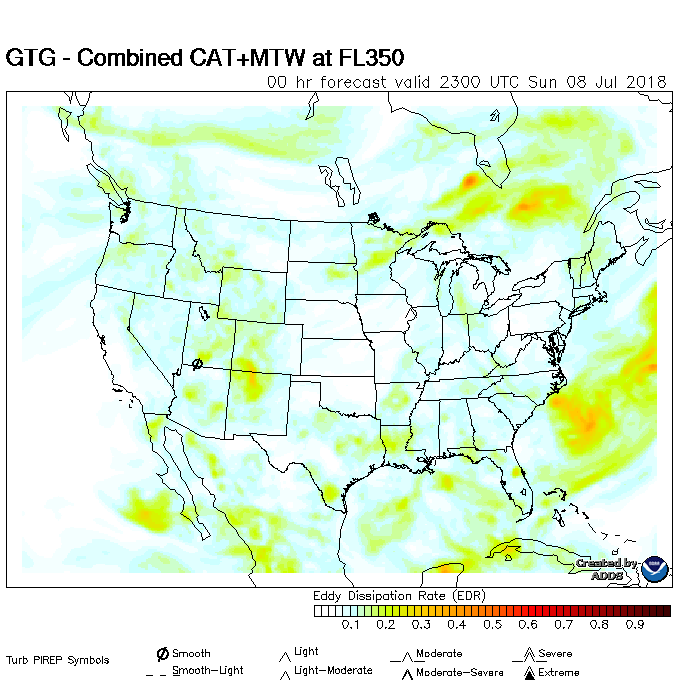 GTG - Combined CAT+MTW at FL350
00 hr forecast valid 2300 UTC Sun 08 Jul 2018
Created by
ADDS
Eddy Dissipation Rate (EDR)
0.1 0.2 0.3 0.4 0.5 0.6 0.7 0.8 0.9
Turb PIREP Symbols
Smooth Light Moderate Severe
Smooth-Light Light-Moderate Moderate-Severe Extreme